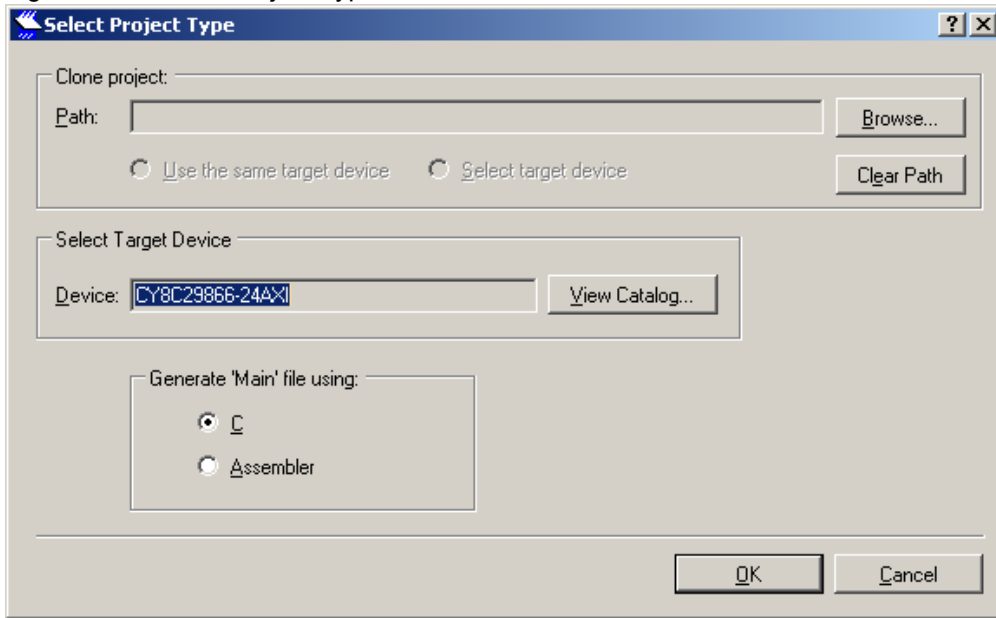 Select Project Type
Clone project:
Path:
Browse...
Use the same target device
Select target device
Clear Path
Select Target Device
Device:
CY8C29866-24AXI
View Catalog...
Generate 'Main' file using:
C
Assembler
OK
Cancel